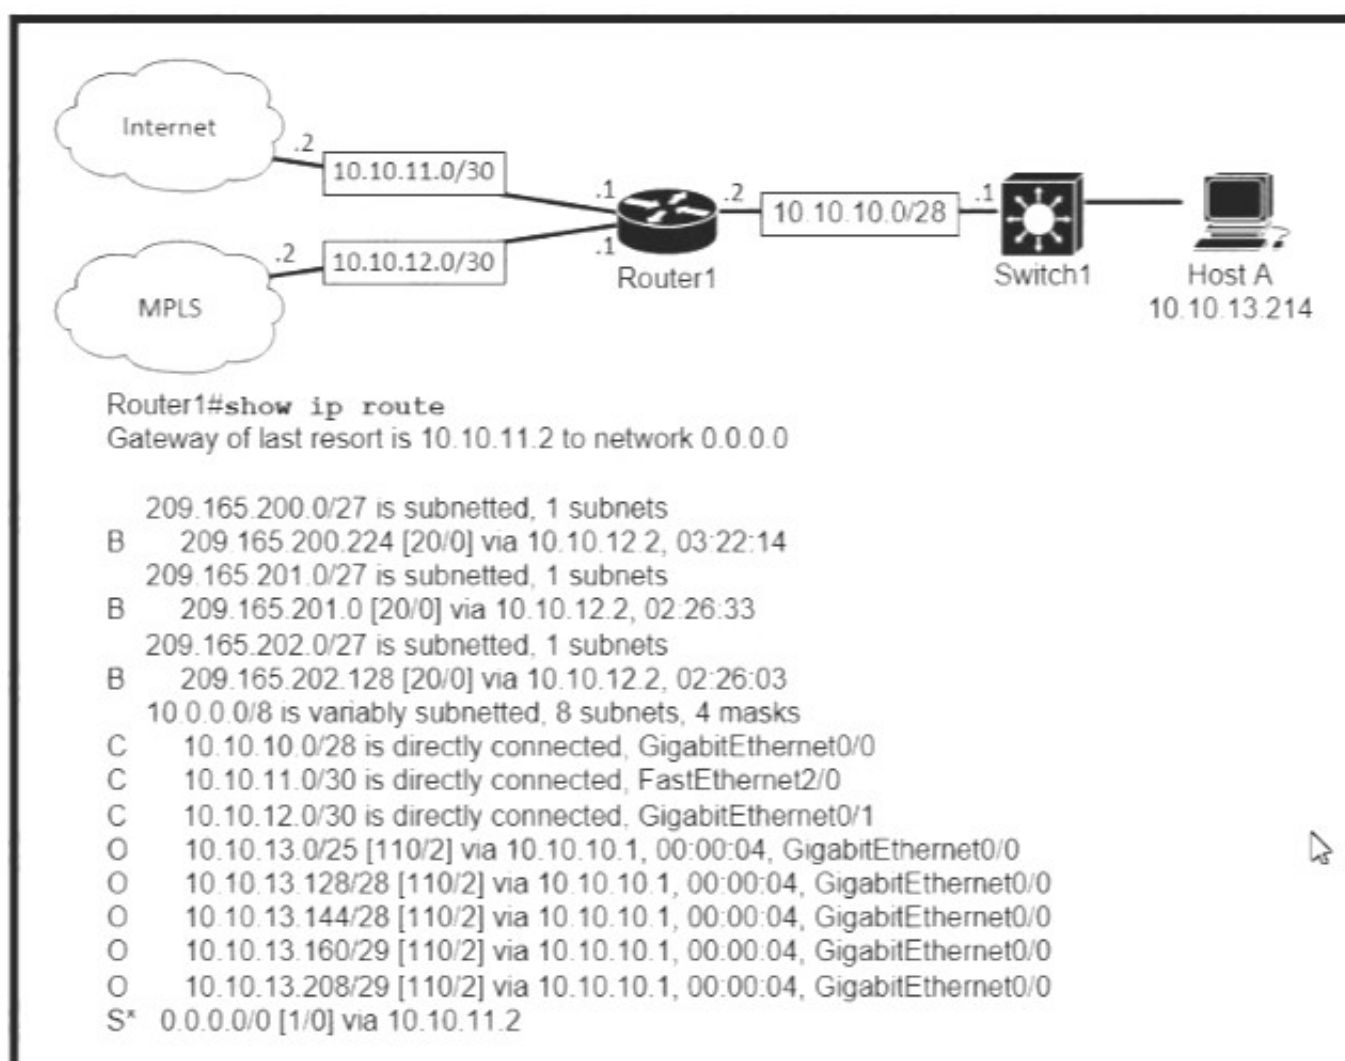 Internet
.2
10.10.11.0/30
.1
.2
10.10.10.0/28
.1
.2
10.10.12.0/30
.1
MPLS
Router1
Switch1
Host A
10.10.13.214
Router1#show ip route
Gateway of last resort is 10.10.11.2 to network 0.0.0.0
209.165.200.0/27 is subnetted, 1 subnets
B 209.165.200.224 [20/0] via 10.10.12.2, 03:22:14
209.165.201.0/27 is subnetted, 1 subnets
B 209.165.201.0 [20/0] via 10.10.12.2, 02:26:33
209.165.202.0/27 is subnetted, 1 subnets
B 209.165.202.128 [20/0] via 10.10.12.2, 02:26:03
10.0.0.0/8 is variably subnetted, 8 subnets, 4 masks
C 10.10.10.0/28 is directly connected, GigabitEthernet0/0
C 10.10.11.0/30 is directly connected, FastEthernet2/0
C 10.10.12.0/30 is directly connected, GigabitEthernet0/1
O 10.10.13.0/25 [110/2] via 10.10.10.1, 00:00:04, GigabitEthernet0/0
O 10.10.13.128/28 [110/2] via 10.10.10.1, 00:00:04, GigabitEthernet0/0
O 10.10.13.144/28 [110/2] via 10.10.10.1, 00:00:04, GigabitEthernet0/0
O 10.10.13.160/29 [110/2] via 10.10.10.1, 00:00:04, GigabitEthernet0/0
O 10.10.13.208/29 [110/2] via 10.10.10.1, 00:00:04, GigabitEthernet0/0
S* 0.0.0.0/0 [1/0] via 10.10.11.2